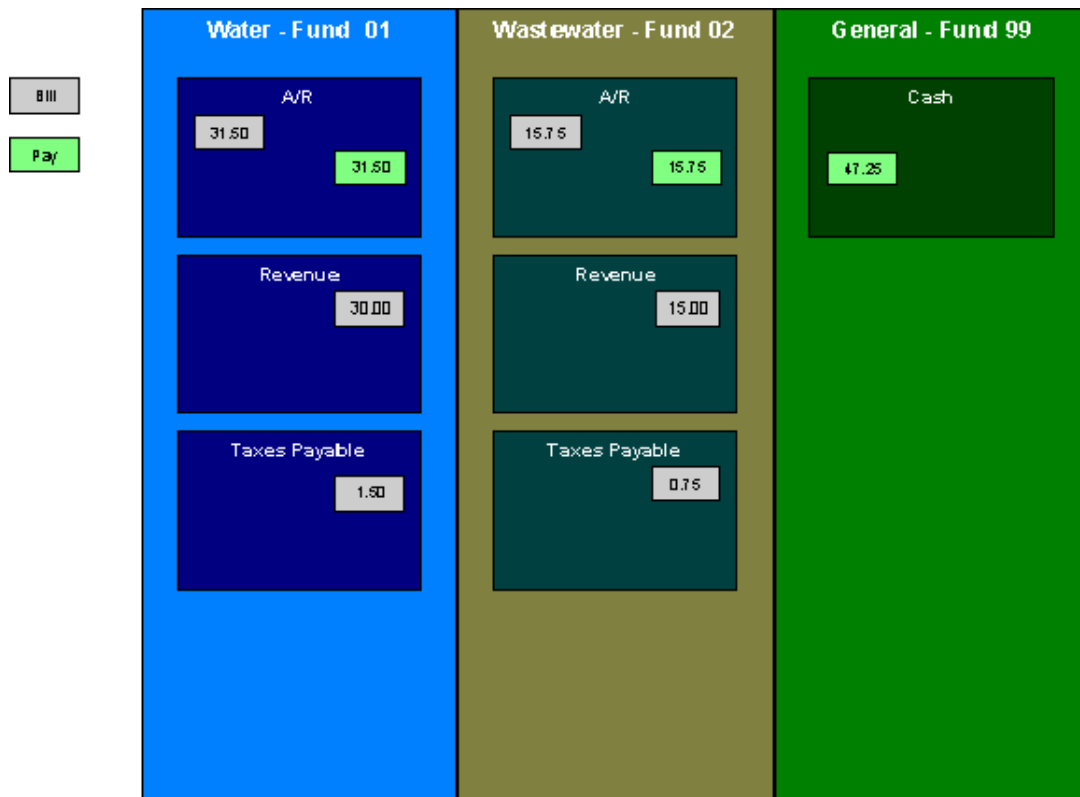 Water - Fund 01
Wastewater - Fund 02
General - Fund 99
Bill
A/R
A/R
Cash
31.50
15.75
Pay
31.50
15.75
47.25
Revenue
Revenue
30.00
15.00
Taxes Payable
Taxes Payable
1.50
0.75